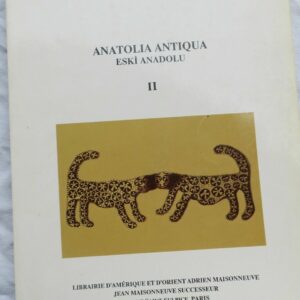 ANATOLIA ANTIQUA
ESKİ ANADOLU
II
LIBRAIRIE D'AMÉRIQUE ET D'ORIENT ADRIEN MAISONNEUVE
JEAN MAISONNEUVE SUCCESSEUR
PARIS